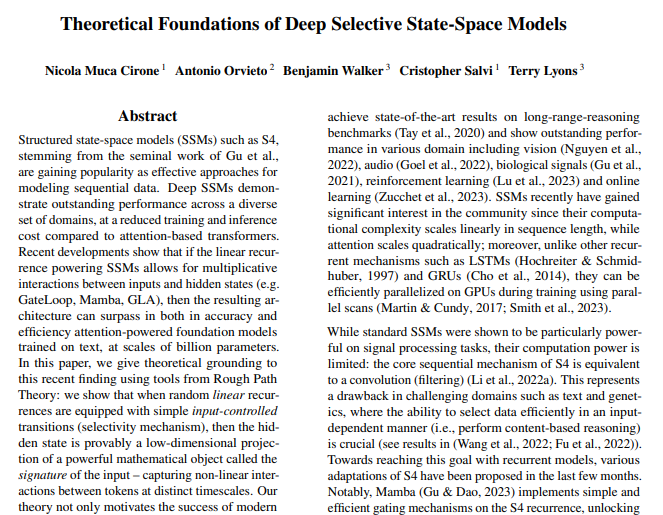 Theoretical Foundations of Deep Selective State-Space Models
Nicola Muca Cirone 1 Antonio Orvieto 2 Benjamin Walker 3 Cristopher Salvi 1 Terry Lyons 3
Abstract
Structured state-space models (SSMs) such as S4,
stemming from the seminal work of Gu et al.,
are gaining popularity as effective approaches for
modeling sequential data. Deep SSMs demon-
strate outstanding performance across a diverse
set of domains, at a reduced training and inference
cost compared to attention-based transformers.
Recent developments show that if the linear recur-
rence powering SSMs allows for multiplicative
interactions between inputs and hidden states (e.g.
GateLoop, Mamba, GLA), then the resulting ar-
chitecture can surpass in both in accuracy and
efficiency attention-powered foundation models
trained on text, at scales of billion parameters.
In this paper, we give theoretical grounding to
this recent finding using tools from Rough Path
Theory: we show that when random linear recur-
rences are equipped with simple input-controlled
transitions (selectivity mechanism), then the hid-
den state is provably a low-dimensional projec-
tion of a powerful mathematical object called the
signature of the input – capturing non-linear inter-
actions between tokens at distinct timescales. Our
theory not only motivates the success of modern
achieve state-of-the-art results on long-range-reasoning
benchmarks (Tay et al., 2020) and show outstanding perfor-
mance in various domain including vision (Nguyen et al.,
2022), audio (Goel et al., 2022), biological signals (Gu et al.,
2021), reinforcement learning (Lu et al., 2023) and online
learning (Zucchet et al., 2023). SSMs recently have gained
significant interest in the community since their computa-
tional complexity scales linearly in sequence length, while
attention scales quadratically; moreover, unlike other recur-
rent mechanisms such as LSTMs (Hochreiter & Schmid-
huber, 1997) and GRUs (Cho et al., 2014), they can be
efficiently parallelized on GPUs during training using paral-
lel scans (Martin & Cundy, 2017; Smith et al., 2023).
While standard SSMs were shown to be particularly power-
ful on signal processing tasks, their computation power is
limited: the core sequential mechanism of S4 is equivalent
to a convolution (filtering) (Li et al., 2022a). This represents
a drawback in challenging domains such as text and genet-
ics, where the ability to select data efficiently in an input-
dependent manner (i.e., perform content-based reasoning)
is crucial (see results in (Wang et al., 2022; Fu et al., 2022)).
Towards reaching this goal with recurrent models, various
adaptations of S4 have been proposed in the last few months.
Notably, Mamba (Gu & Dao, 2023) implements simple and
efficient gating mechanisms on the S4 recurrence, unlocking